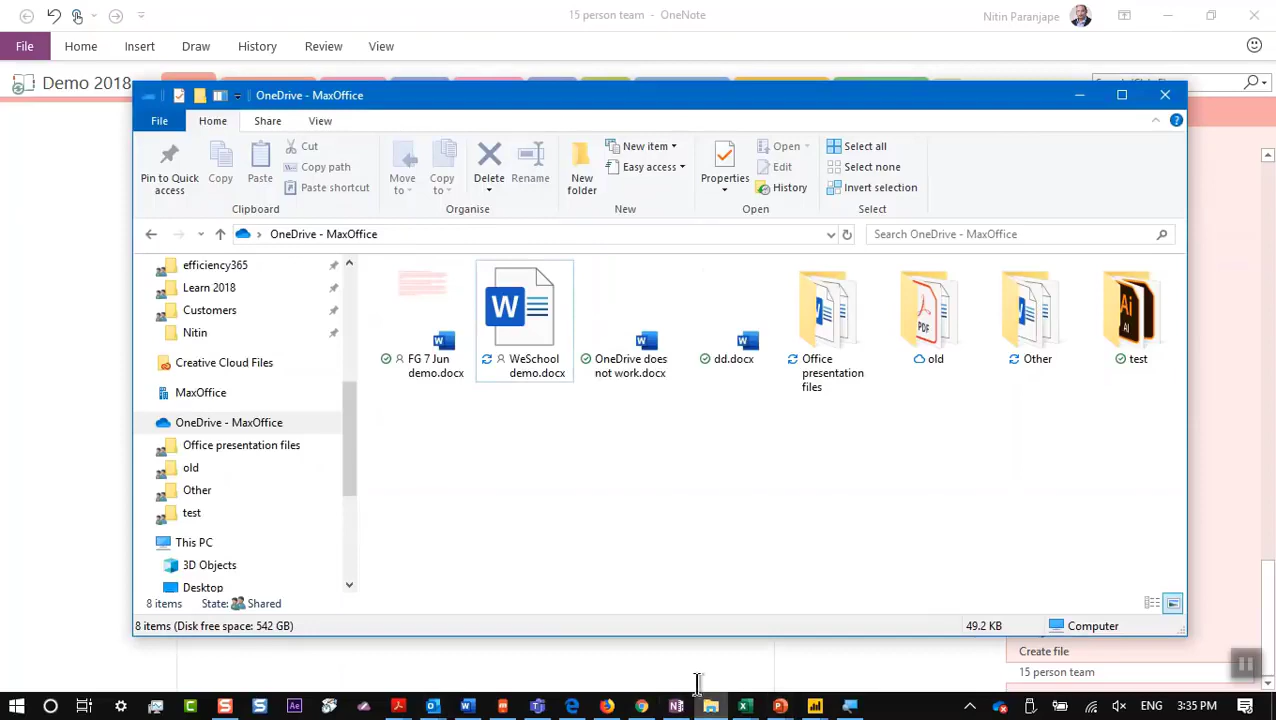 15 person team - OneNote
Nitin Paranjape
File Home Insert Draw History Review View
Demo 2018
OneDrive - MaxOffice
File Home Share View
Pin to Quick access
Copy
Paste
Cut
Copy path
Paste shortcut
Clipboard
Move to
Copy to
Delete
Rename
Organise
New folder
New item
Easy access
New
Properties
Open
Edit
History
Open
Select all
Select none
Invert selection
Select
OneDrive - MaxOffice
Search OneDrive - MaxOffice
efficiency365
Learn 2018
Customers
Nitin
Creative Cloud Files
MaxOffice
OneDrive - MaxOffice
Office presentation files
old
Other
test
This PC
3D Objects
Desktop
FG 7 Jun
demo.docx
WeSchool
demo.docx
OneDrive does
not work.docx
dd.docx
Office
presentation
files
old
Other
test
8 items State: Shared
8 items (Disk free space: 542 GB)
49.2 KB
Computer
Create file
15 person team
ENG
3:35 PM